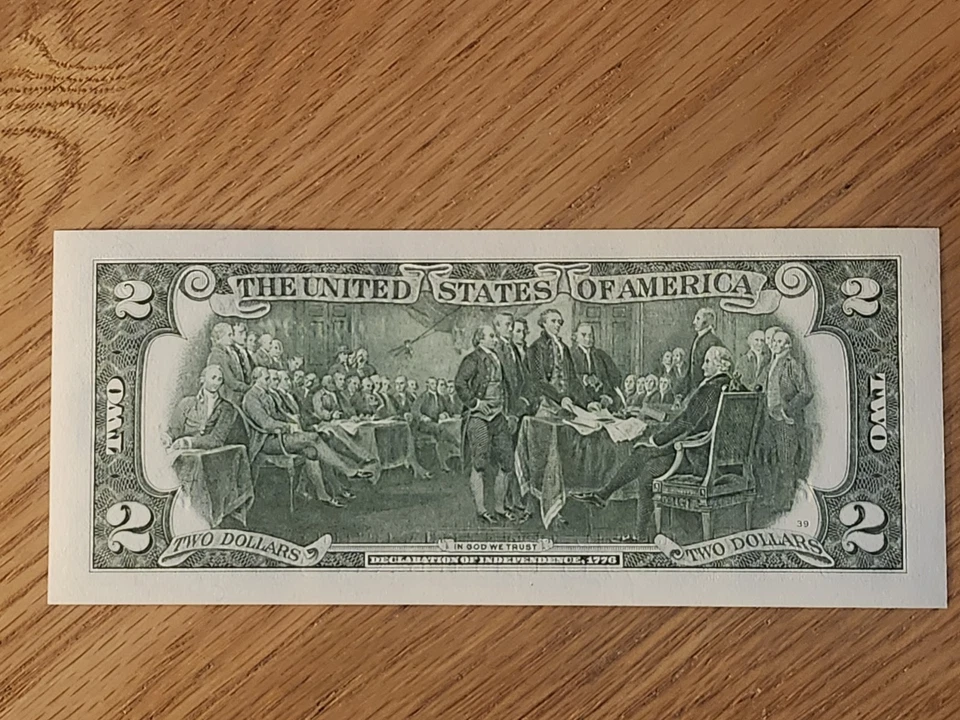 THE UNITED STATES OF AMERICA
2 2
TWO TWO
39
2 2
TWO DOLLARS IN GOD WE TRUST TWO DOLLARS
DECLARATION OF INDEPENDENCE, 1776